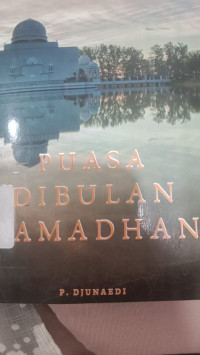 PUASA
DIBULAN
RAMADHAN
P. DJUNAEDI